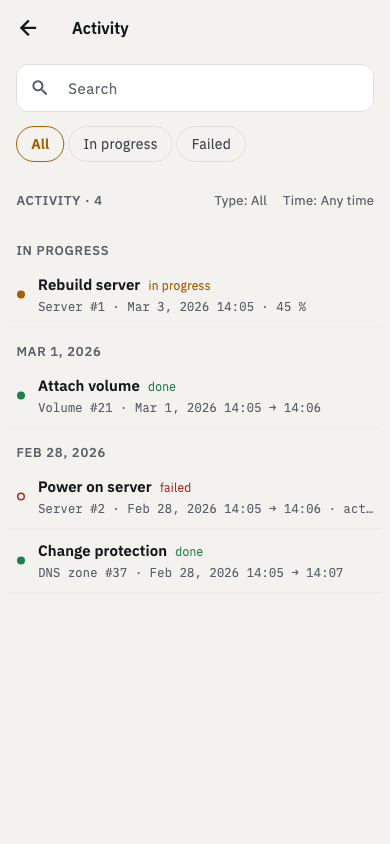 Activity
Search
All
In progress
Failed
ACTIVITY · 4
Type: All
Time: Any time
IN PROGRESS
Rebuild server in progress
Server #1 · Mar 3, 2026 14:05 · 45 %
MAR 1, 2026
Attach volume done
Volume #21 · Mar 1, 2026 14:05 → 14:06
FEB 28, 2026
Power on server failed
Server #2 · Feb 28, 2026 14:05 → 14:06 · act…
Change protection done
DNS zone #37 · Feb 28, 2026 14:05 → 14:07